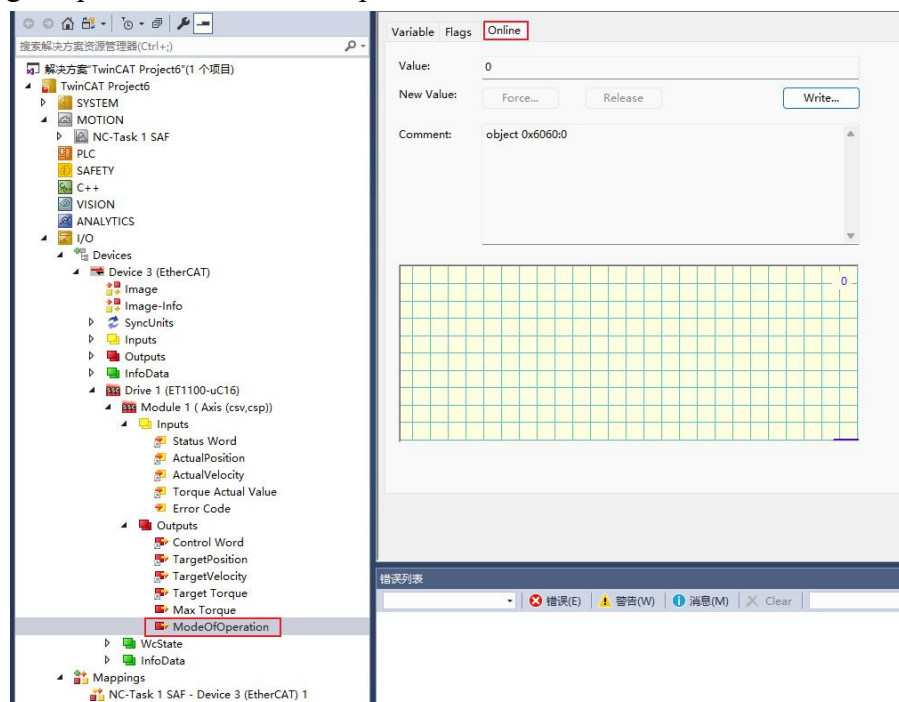 搜索解决方案资源管理器(Ctrl+;)
解决方案"TwinCAT Project6"(1 个项目)
TwinCAT Project6
SYSTEM
MOTION
NC-Task 1 SAF
PLC
SAFETY
C++
VISION
ANALYTICS
I/O
Devices
Device 3 (EtherCAT)
Image
Image-Info
SyncUnits
Inputs
Outputs
InfoData
Drive 1 (ET1100-uC16)
Module 1 ( Axis (csv,csp))
Inputs
Status Word
ActualPosition
ActualVelocity
Torque Actual Value
Error Code
Outputs
Control Word
TargetPosition
TargetVelocity
Target Torque
Max Torque
ModeOfOperation
WcState
InfoData
Mappings
NC-Task 1 SAF - Device 3 (EtherCAT) 1
Variable Flags Online
Value: 0
New Value: Force... Release Write...
Comment: object 0x6060:0
0
错误列表
错误(E) 警告(W) 消息(M) Clear